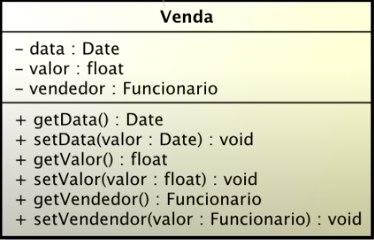 Venda
- data : Date
- valor : float
- vendedor : Funcionario
+ getData() : Date
+ setData(valor : Date) : void
+ getValor() : float
+ setValor(valor : float) : void
+ getVendedor() : Funcionario
+ setVendendor(valor : Funcionario) : void